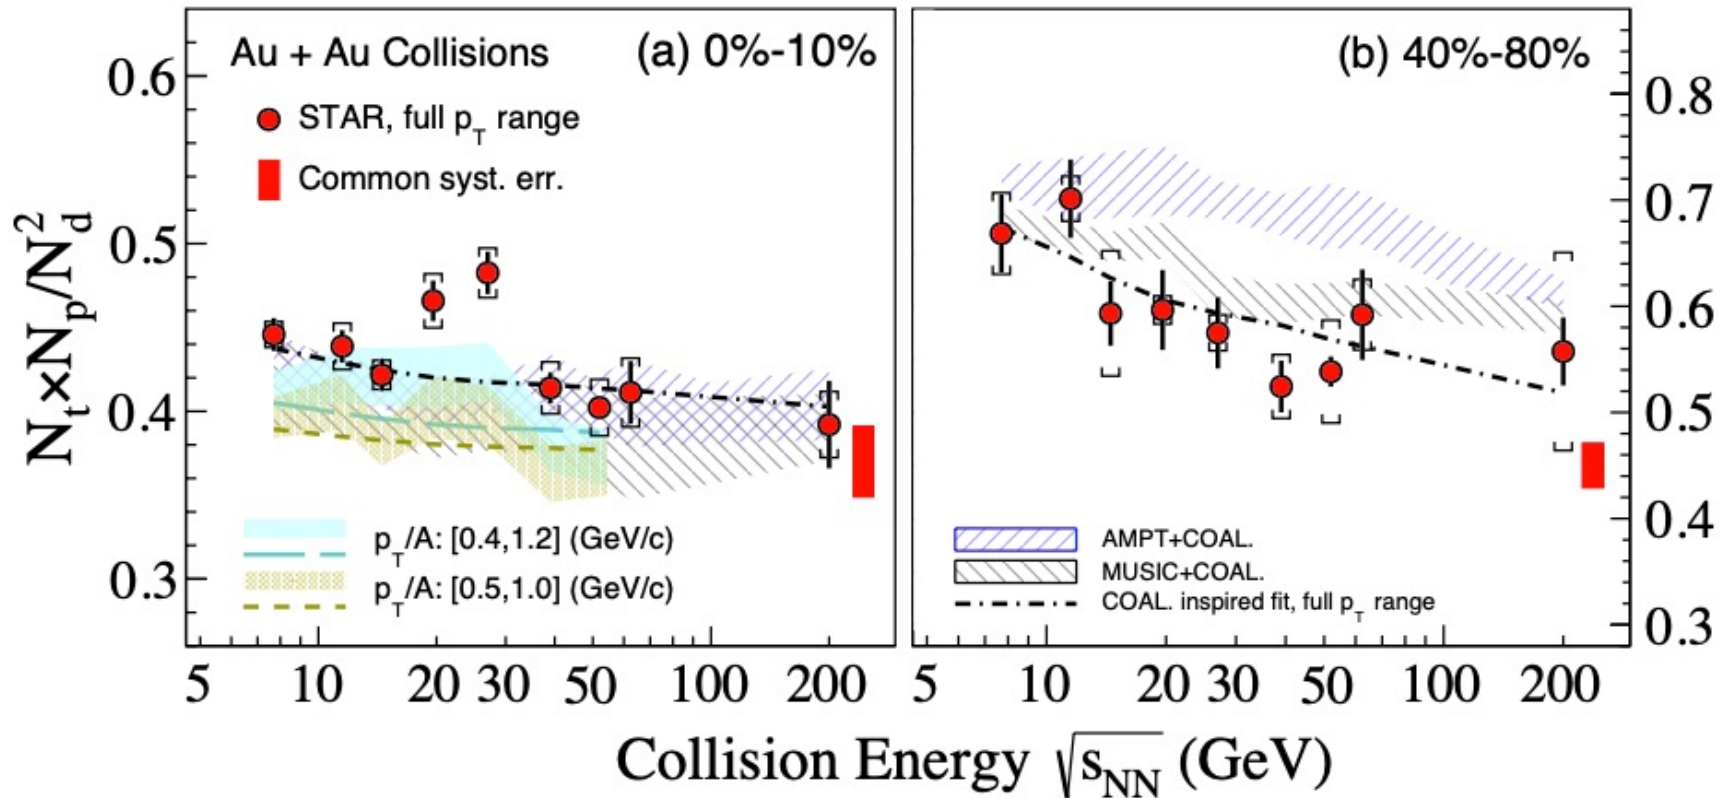 Au + Au Collisions
(a) 0%-10%
STAR, full p_T range
Common syst. err.
0.6
0.5
0.4
0.3
N_t×N_p/N_d^2
p_T/A: [0.4,1.2] (GeV/c)
p_T/A: [0.5,1.0] (GeV/c)
5 10 20 30 50 100 200
(b) 40%-80%
0.8
0.7
0.6
0.5
0.4
0.3
AMPT+COAL.
MUSIC+COAL.
COAL. inspired fit, full p_T range
5 10 20 30 50 100 200
Collision Energy √s_NN (GeV)